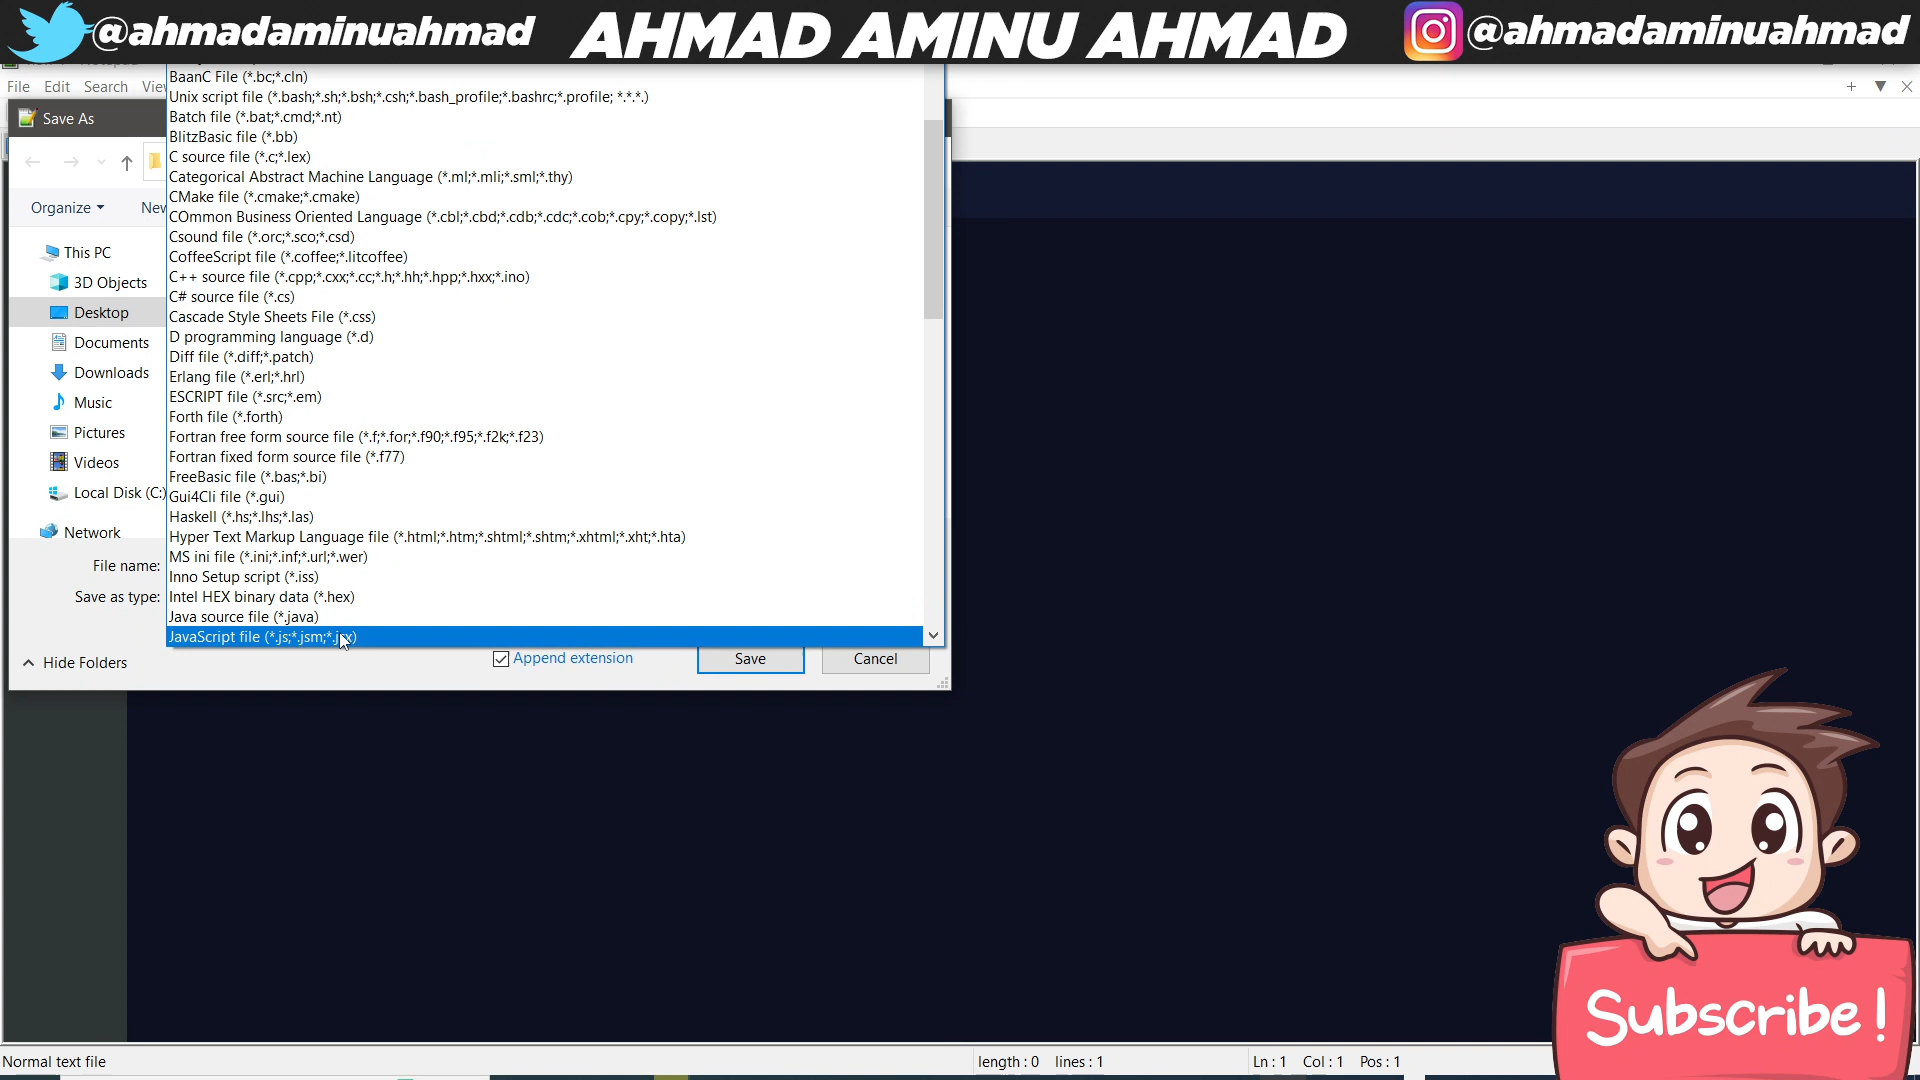 @ahmadaminuahmad
AHMAD AMINU AHMAD
@ahmadaminuahmad
File Edit Search
Save As
Organize
This PC
3D Objects
Desktop
Documents
Downloads
Music
Pictures
Videos
Local Disk (C:)
Network
BaanC File (*.bc;*.cln)
Unix script file (*.bash;*.sh;*.bsh;*.csh;*.bash_profile;*.bashrc;*.profile; *.*.*.)
Batch file (*.bat;*.cmd;*.nt)
BlitzBasic file (*.bb)
C source file (*.c;*.lex)
Categorical Abstract Machine Language (*.ml;*.mli;*.sml;*.thy)
CMake file (*.cmake;*.cmake)
COmmon Business Oriented Language (*.cbl;*.cbd;*.cdb;*.cdc;*.cob;*.cpy;*.copy;*.lst)
Csound file (*.orc;*.sco;*.csd)
CoffeeScript file (*.coffee;*.litcoffee)
C++ source file (*.cpp;*.cxx;*.cc;*.h;*.hh;*.hpp;*.hxx;*.ino)
C# source file (*.cs)
Cascade Style Sheets File (*.css)
D programming language (*.d)
Diff file (*.diff;*.patch)
Erlang file (*.erl;*.hrl)
ESCRIPT file (*.src;*.em)
Forth file (*.forth)
Fortran free form source file (*.f;*.for;*.f90;*.f95;*.f2k;*.f23)
Fortran fixed form source file (*.f77)
FreeBasic file (*.bas;*.bi)
Gui4Cli file (*.gui)
Haskell (*.hs;*.lhs;*.las)
Hyper Text Markup Language file (*.html;*.htm;*.shtml;*.shtm;*.xhtml;*.xht;*.hta)
MS ini file (*.ini;*.inf;*.url;*.wer)
Inno Setup script (*.iss)
Intel HEX binary data (*.hex)
Java source file (*.java)
JavaScript file
File name:
Save as type:
Hide Folders
Append extension
Save
Cancel
Subscribe!
Normal text file
length : 0 lines : 1
Ln : 1 Col : 1 Pos : 1